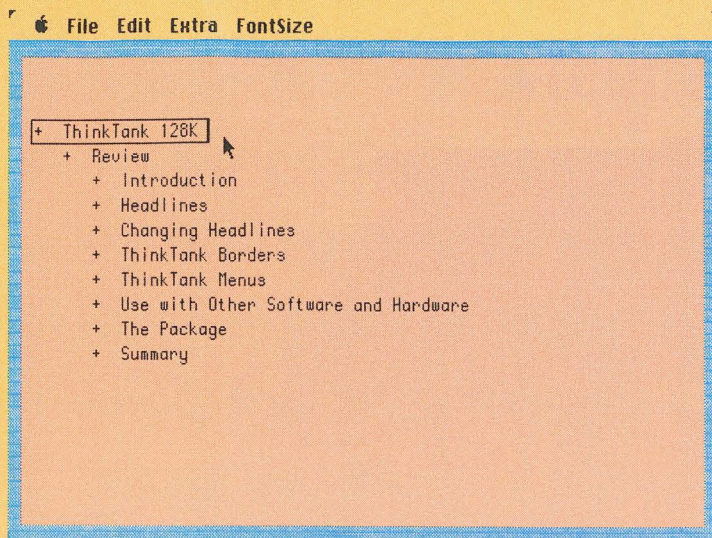 File Edit Extra FontSize
+ ThinkTank 128K
+ Review
+ Introduction
+ Headlines
+ Changing Headlines
+ ThinkTank Borders
+ ThinkTank Menus
+ Use with Other Software and Hardware
+ The Package
+ Summary